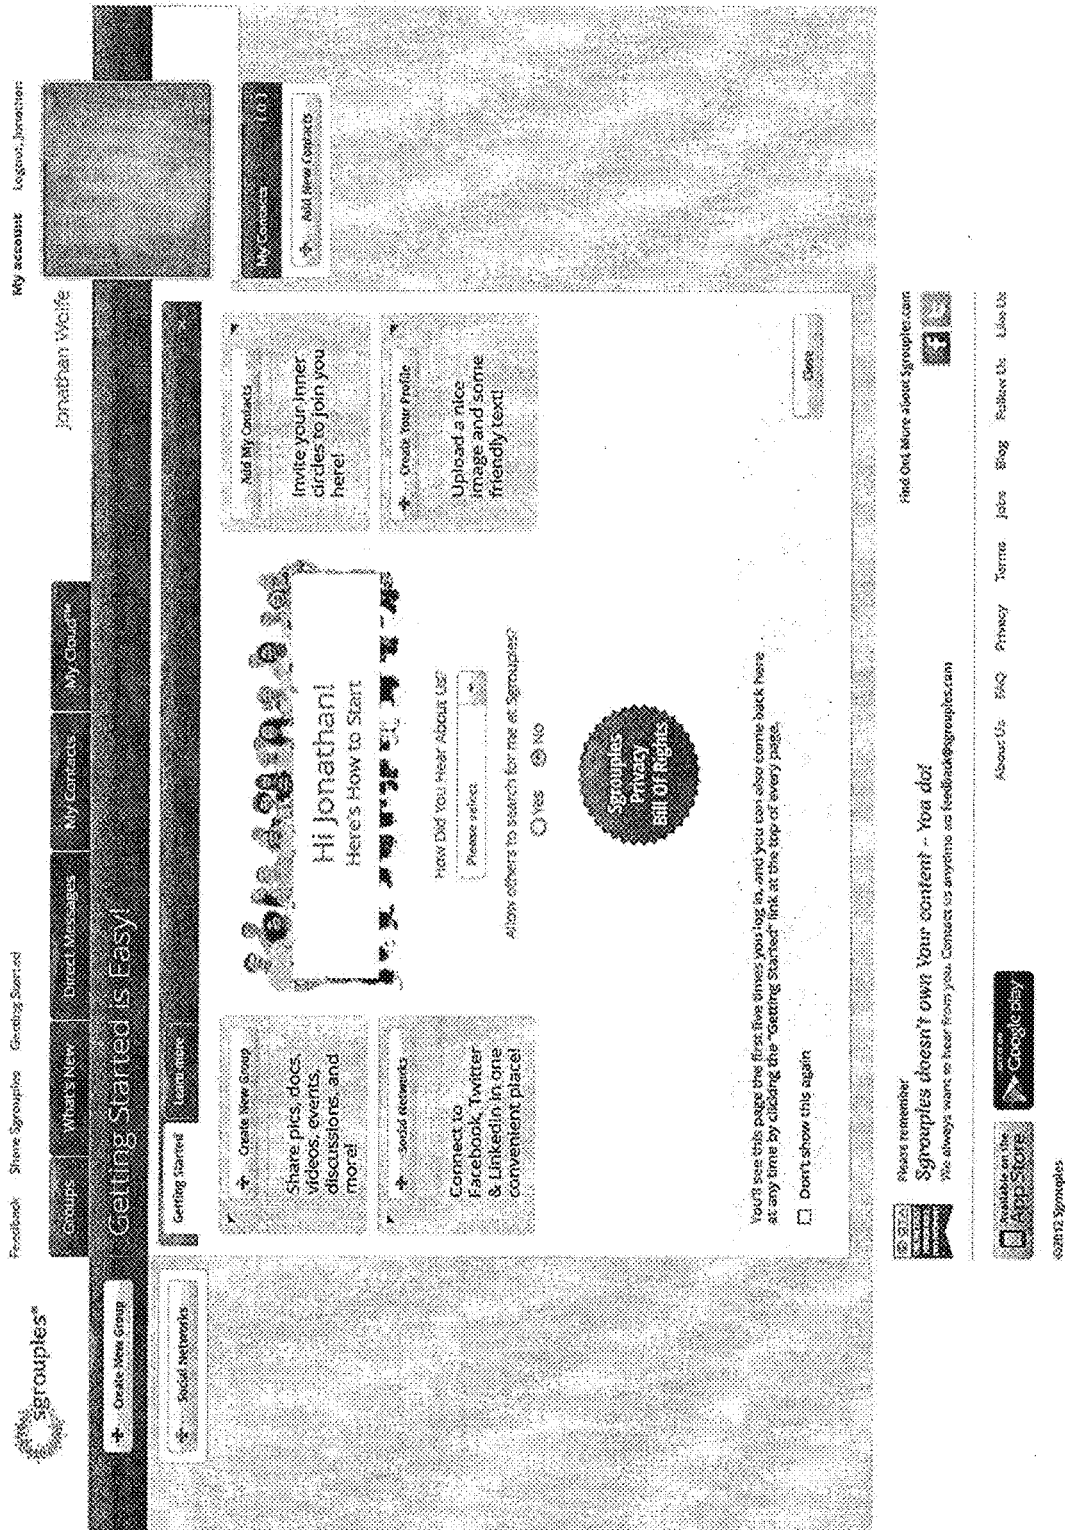 My account Logout, Jonathan
sgrouples
Feedback Share Sgrouples Getting Started
Jonathan Wolfe
Groups What's New Direct Messages My Contacts My Cloud℠
+ Create New Group
Getting Started is Easy!
+ Social Networks
Getting Started
Learn More
My Contacts
+ Add New Contacts
+ Create New Group
Share pics, docs,
videos, events,
discussions, and
more!
+ Social Networks
Connect to
Facebook, Twitter
& LinkedIn in one
convenient place!
Hi Jonathan!
Here's How to Start
How Did You Hear About Us?
Please select
Allow others to search for me at Sgrouples?
Yes No
Sgrouples
Privacy
Bill Of Rights
Add My Contacts
Invite your inner
circles to join you
here!
+ Create Your Profile
Upload a nice
image and some
friendly text!
You'll see this page the first five times you log in, and you can also come back here
at any time by clicking the "Getting Started" link at the top of every page.
Don't show this again
Close
Please remember
Sgrouples doesn't own Your content – You do!
We always want to hear from you. Contact us anytime at feedback@sgrouples.com
Find Out More about Sgrouples.com
Available on the
App Store
Google play
About Us FAQ Privacy Terms Jobs Blog Follow Us Like Us
©2012 Sgrouples